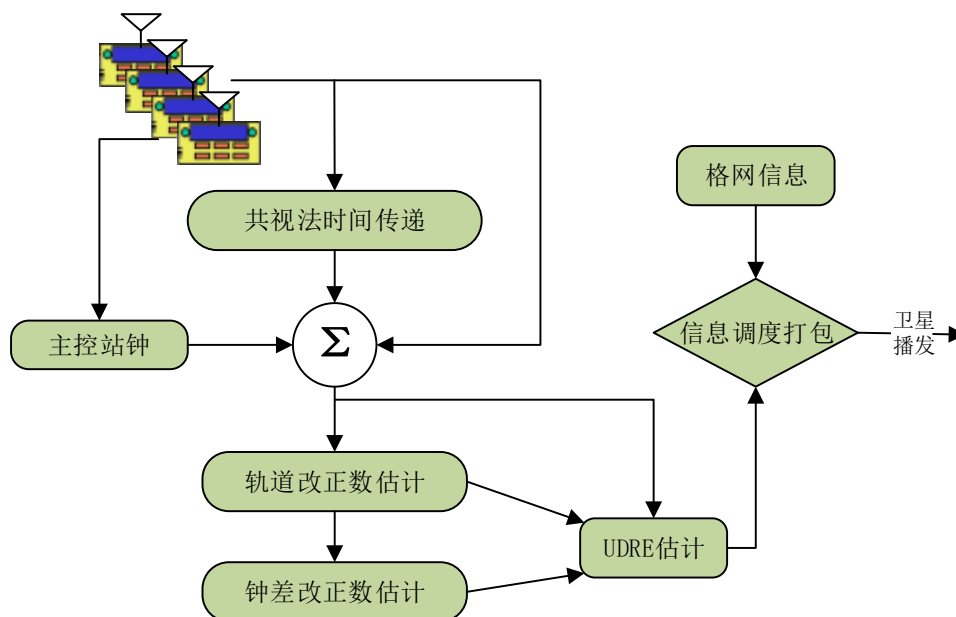 共视法时间传递
格网信息
主控站钟
Σ
信息调度打包
卫星
播发
轨道改正数估计
UDRE估计
钟差改正数估计